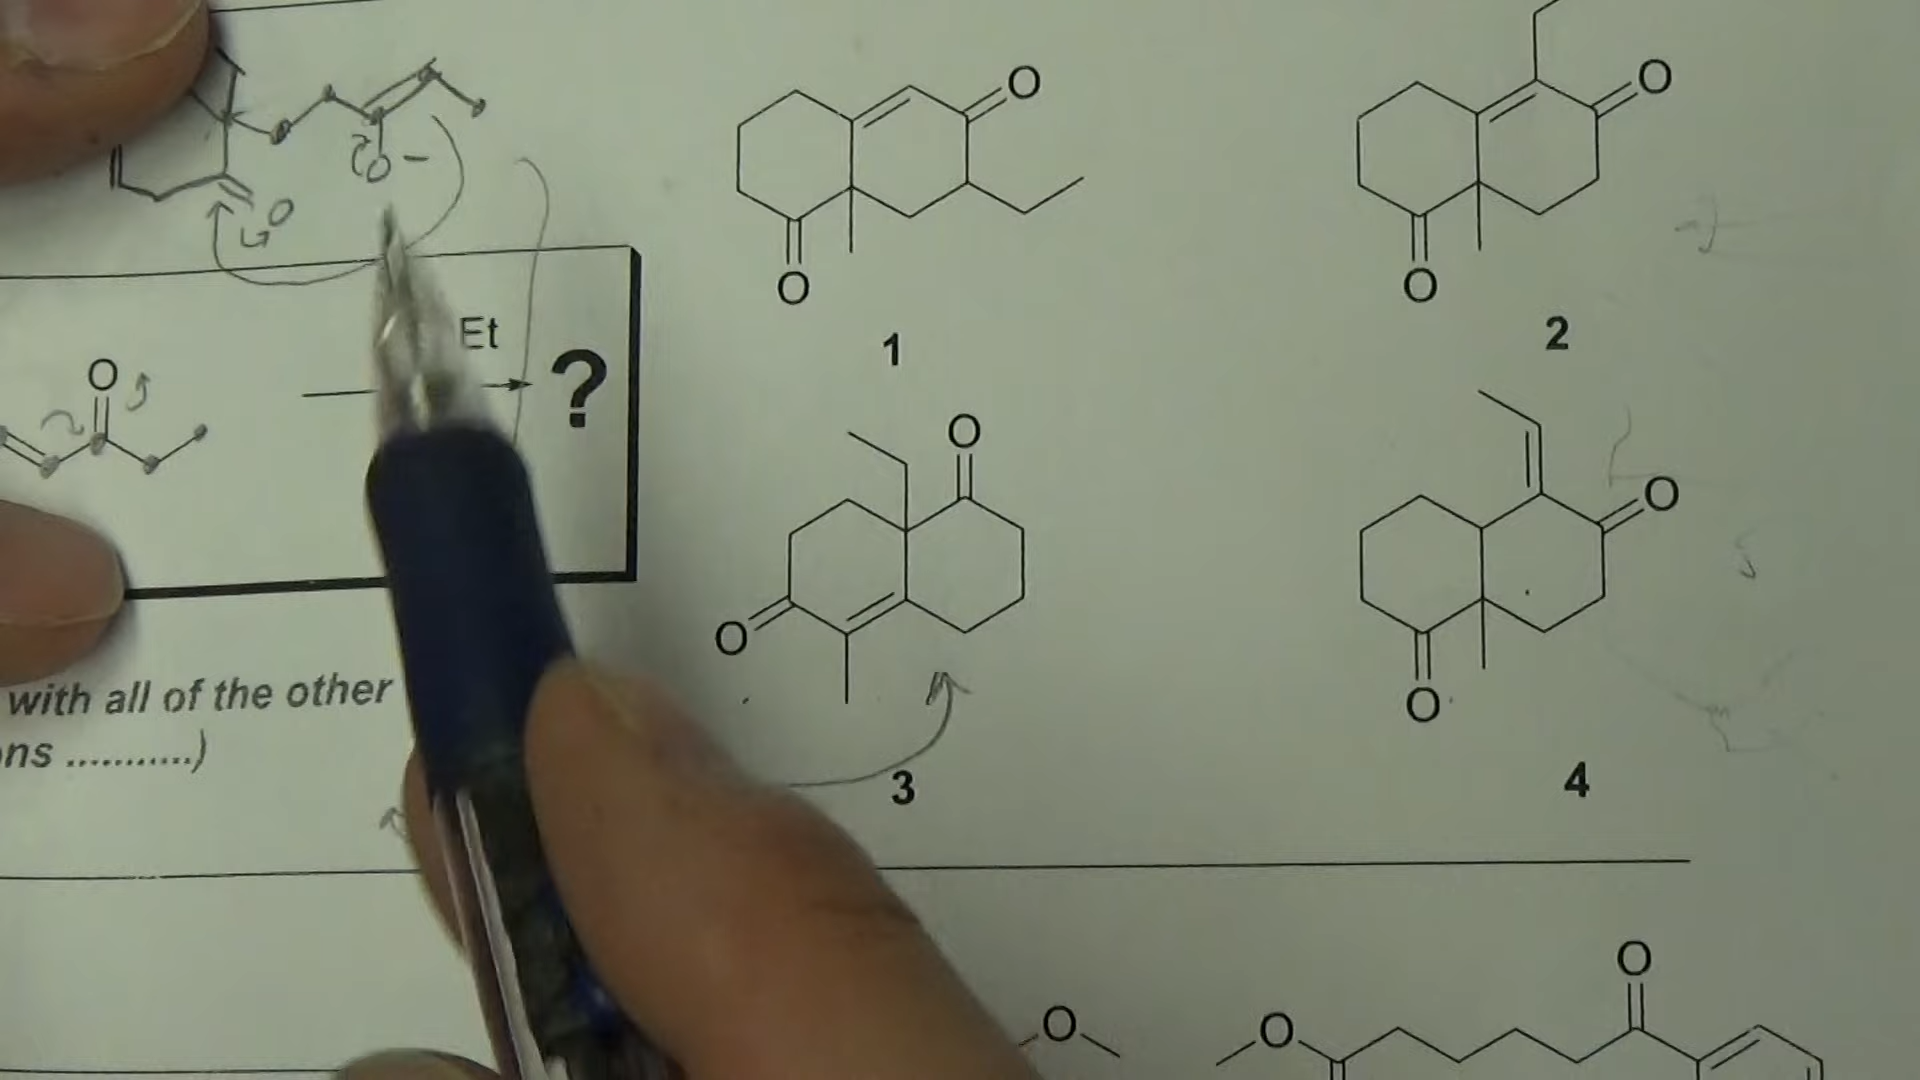 O
O
O
O
O-
O
1
2
Et
?
O
O
O
O
O
O
3
4
with all of the other
ns ...........)
O
O
O